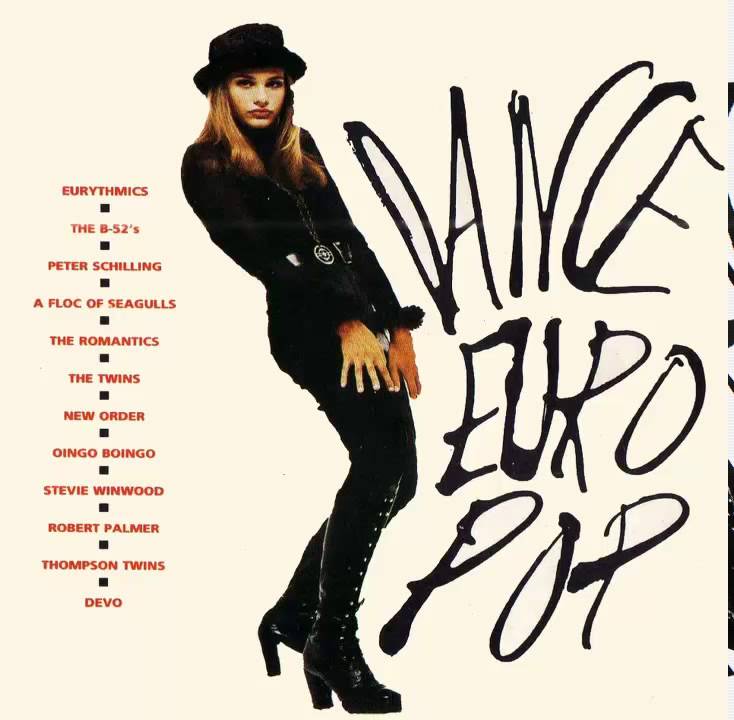 EURYTHMICS
THE B-52's
PETER SCHILLING
A FLOC OF SEAGULLS
THE ROMANTICS
THE TWINS
NEW ORDER
OINGO BOINGO
STEVIE WINWOOD
ROBERT PALMER
THOMPSON TWINS
DEVO
DANCE
EURO
POP